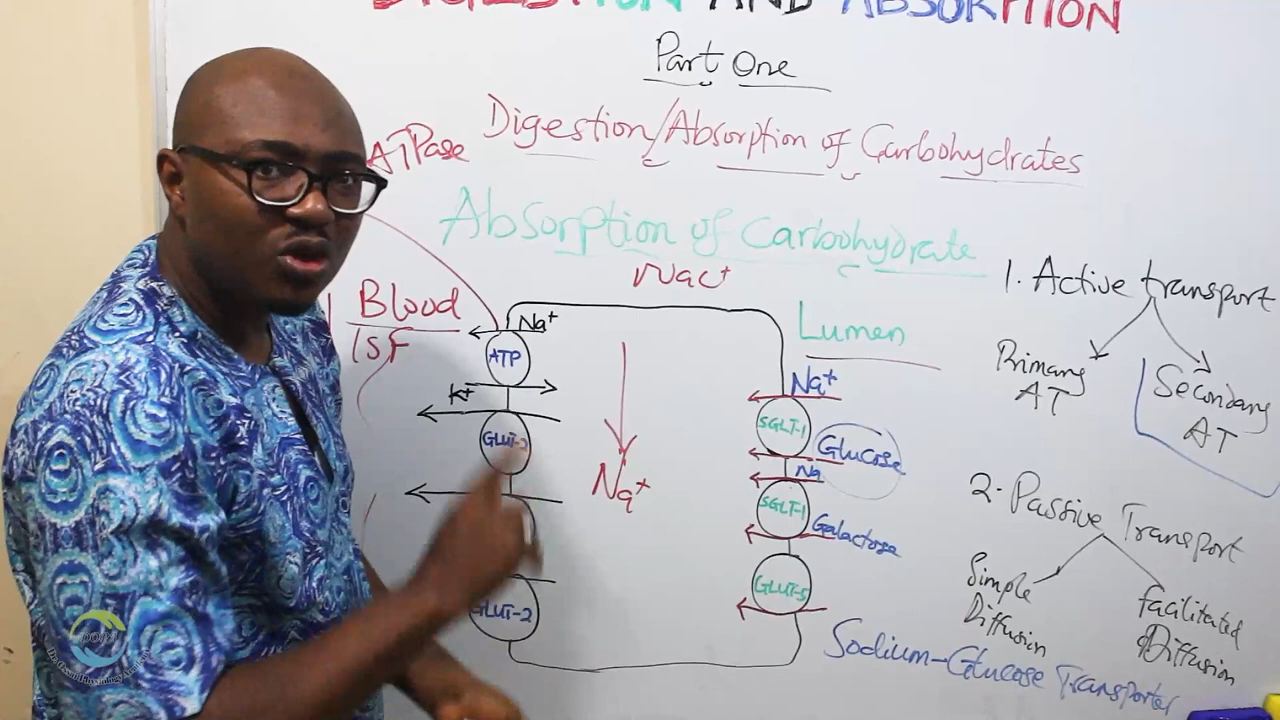 DIGESTION AND ABSORPTION
Part One
Digestion/Absorption of Carbohydrates
ATPase
Absorption of Carbohydrate
Nac+
Blood
ISF
Na+
ATP
K+
GLUT-2
GLUT-2
Na+
Lumen
Na+
SGLT-1
Glucose
Na
SGLT-1
Galactose
GLUT-5
Sodium-Glucose Transporter
1. Active transport
Primary
AT
Secondary
AT
2. Passive Transport
Simple
Diffusion
facilitated
Diffusion